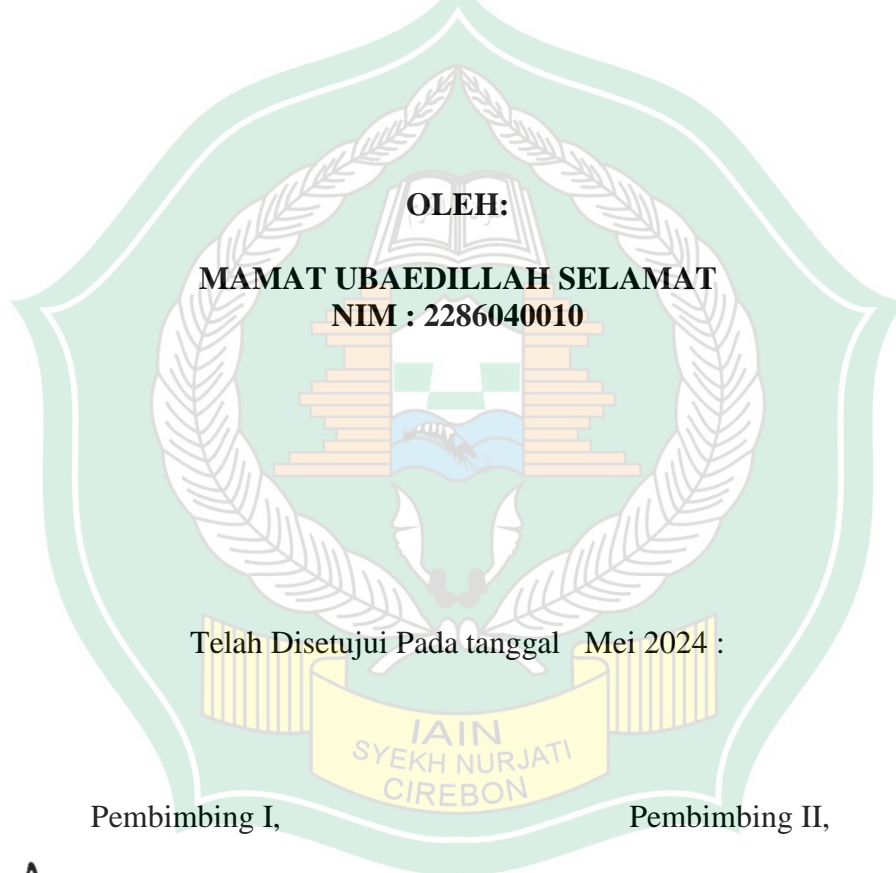 OLEH:
MAMAT UBAEDILLAH SELAMAT
NIM : 2286040010
Telah Disetujui Pada tanggal Mei 2024 :
IAIN
SYEKH NURJATI
CIREBON
Pembimbing I, Pembimbing II,